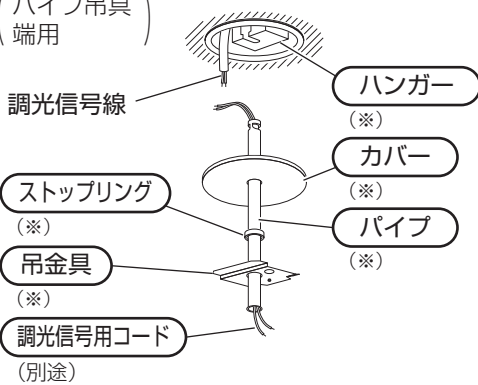 パイプ吊具
端用
調光信号線
ハンガー
(※)
カバー
(※)
ストップリング
(※)
パイプ
(※)
吊金具
(※)
調光信号用コード
(別途)